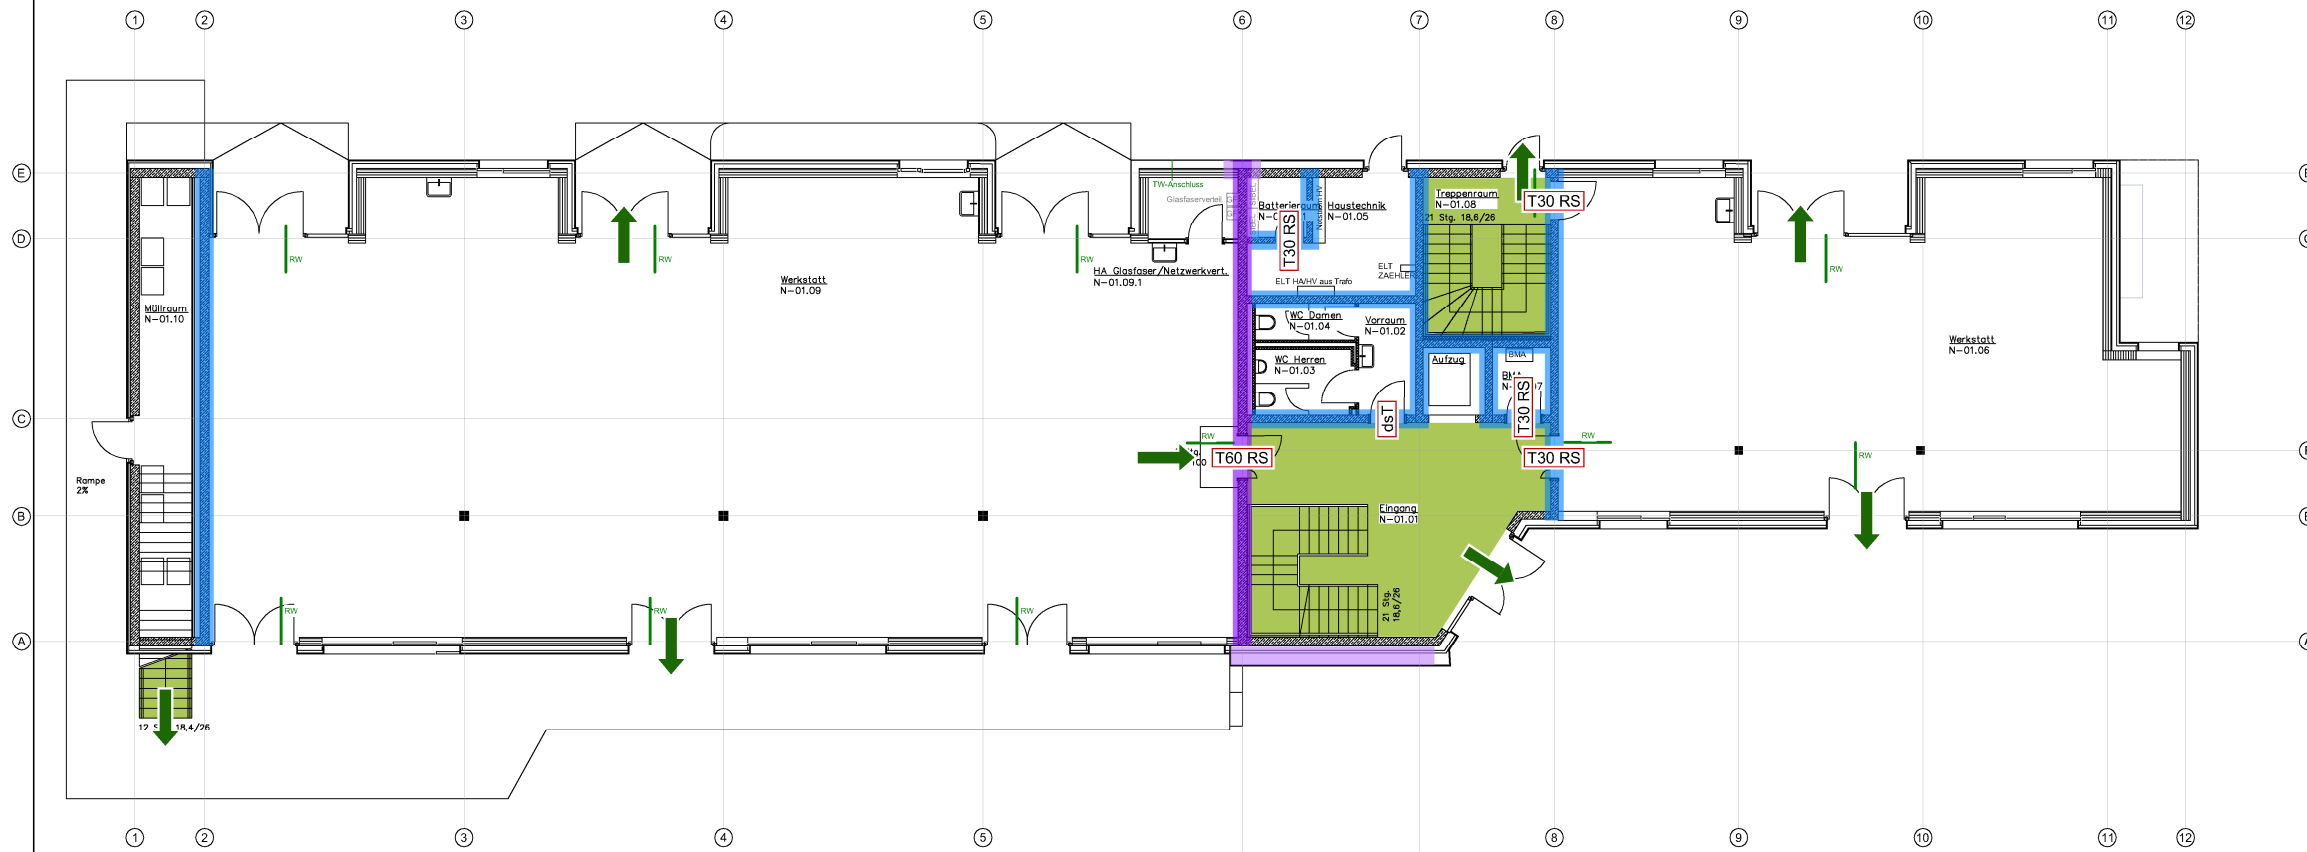 1 2 3 4 5 6 7 8 9 10 11 12
E
TW-Anschluss
Glasfaserverteil.
Treppenraum
N-01.08
21 Stg. 18,6/26
T30 RS
Haustechnik
N-01.05
T30 RS
D
RW
RW
RW
RW
Werkstatt
N-01.09
HA Glasfaser/Netzwerkvert.
N-01.09.1
ELT
ZAEHLER
ELT HA/HV aus Trafo
Müllraum
N-01.10
WC Damen
N-01.04
Vorraum
N-01.02
WC Herren
N-01.03
Aufzug
BMA
Werkstatt
N-01.06
T30 RS
dsT
C
RW
RW
RW
T60 RS
T30 RS
Rampe
2%
B
Eingang
N-01.01
21 Stg.
18,6/26
RW
RW
RW
A
12 S 18,4/26
1 2 3 4 5 6 7 8 9 10 11 12